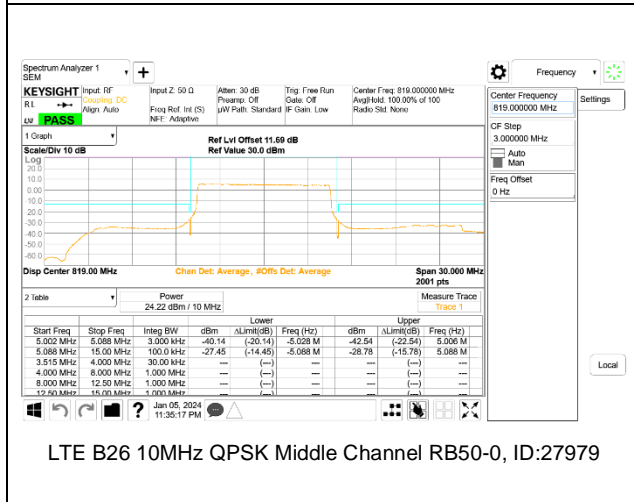 Spectrum Analyzer 1
SEM
+
Frequency
KEYSIGHT
Input: RF
Coupling: DC
Align: Auto
Input Z: 50 Ω
Freq Ref: Int (S)
NFE: Adaptive
Atten: 30 dB
Preamp: Off
µW Path: Standard
Trig: Free Run
Gate: Off
IF Gain: Low
Center Freq: 819.000000 MHz
Avg|Hold: 100.00% of 100
Radio Std: None
RL
PASS
Center Frequency
819.000000 MHz
Settings
CF Step
3.000000 MHz
Auto
Man
Freq Offset
0 Hz
Local
1 Graph
Scale/Div 10 dB
Ref Lvl Offset 11.69 dB
Ref Value 30.0 dBm
Log
20.0
10.0
0.00
-10.0
-20.0
-30.0
-40.0
-50.0
-60.0
Disp Center 819.00 MHz
Chan Det: Average, #Offs Det: Average
Span 30.000 MHz
2001 pts
2 Table
Power
24.22 dBm / 10 MHz
Measure Trace
Trace 1
Lower Upper
Start Freq Stop Freq Integ BW dBm ΔLimit(dB) Freq (Hz) dBm ΔLimit(dB) Freq (Hz)
5.002 MHz 5.088 MHz 3.000 kHz -40.14 (-20.14) -5.028 M -42.54 (-22.54) 5.006 M
5.088 MHz 15.00 MHz 100.0 kHz -27.45 (-14.45) -5.088 M -28.78 (-15.78) 5.088 M
3.515 MHz 4.000 MHz 30.00 kHz --- (---) --- --- (---) ---
4.000 MHz 8.000 MHz 1.000 MHz --- (---) --- --- (---) ---
8.000 MHz 12.50 MHz 1.000 MHz --- (---) --- --- (---) ---
12.50 MHz 15.00 MHz 1.000 MHz --- (---) --- --- (---) ---
?
Jan 05, 2024
11:35:17 PM
LTE B26 10MHz QPSK Middle Channel RB50-0, ID:27979